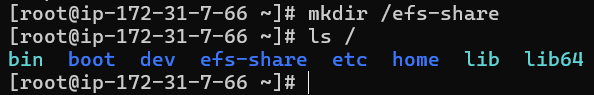 [root@ip-172-31-7-66 ~]# mkdir /efs-share
[root@ip-172-31-7-66 ~]# ls /
bin boot dev efs-share etc home lib lib64
[root@ip-172-31-7-66 ~]#